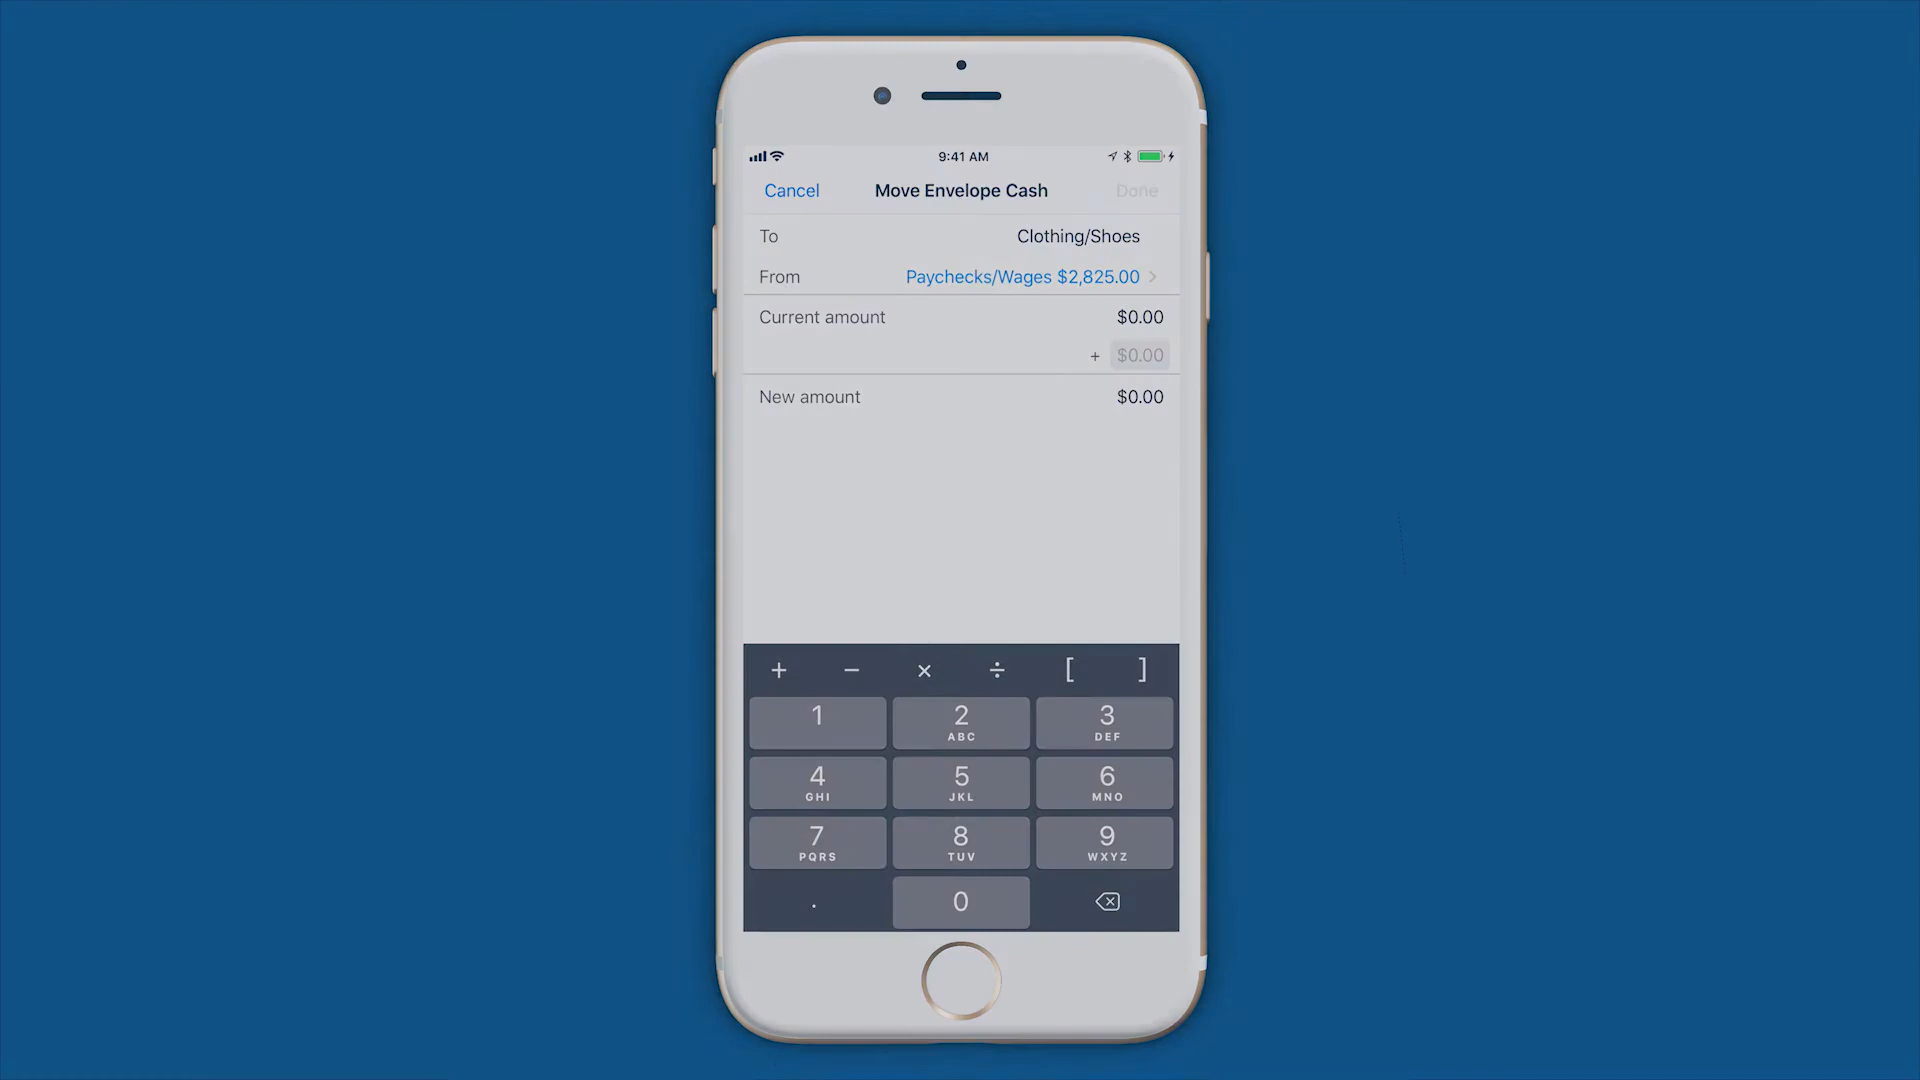 9:41 AM
Cancel Move Envelope Cash Done
To Clothing/Shoes
From Paychecks/Wages $2,825.00
Current amount $0.00
+ $0.00
New amount $0.00
+ − × ÷ [ ]
1 2 3
ABC DEF
4 5 6
GHI JKL MNO
7 8 9
PQRS TUV WXYZ
. 0